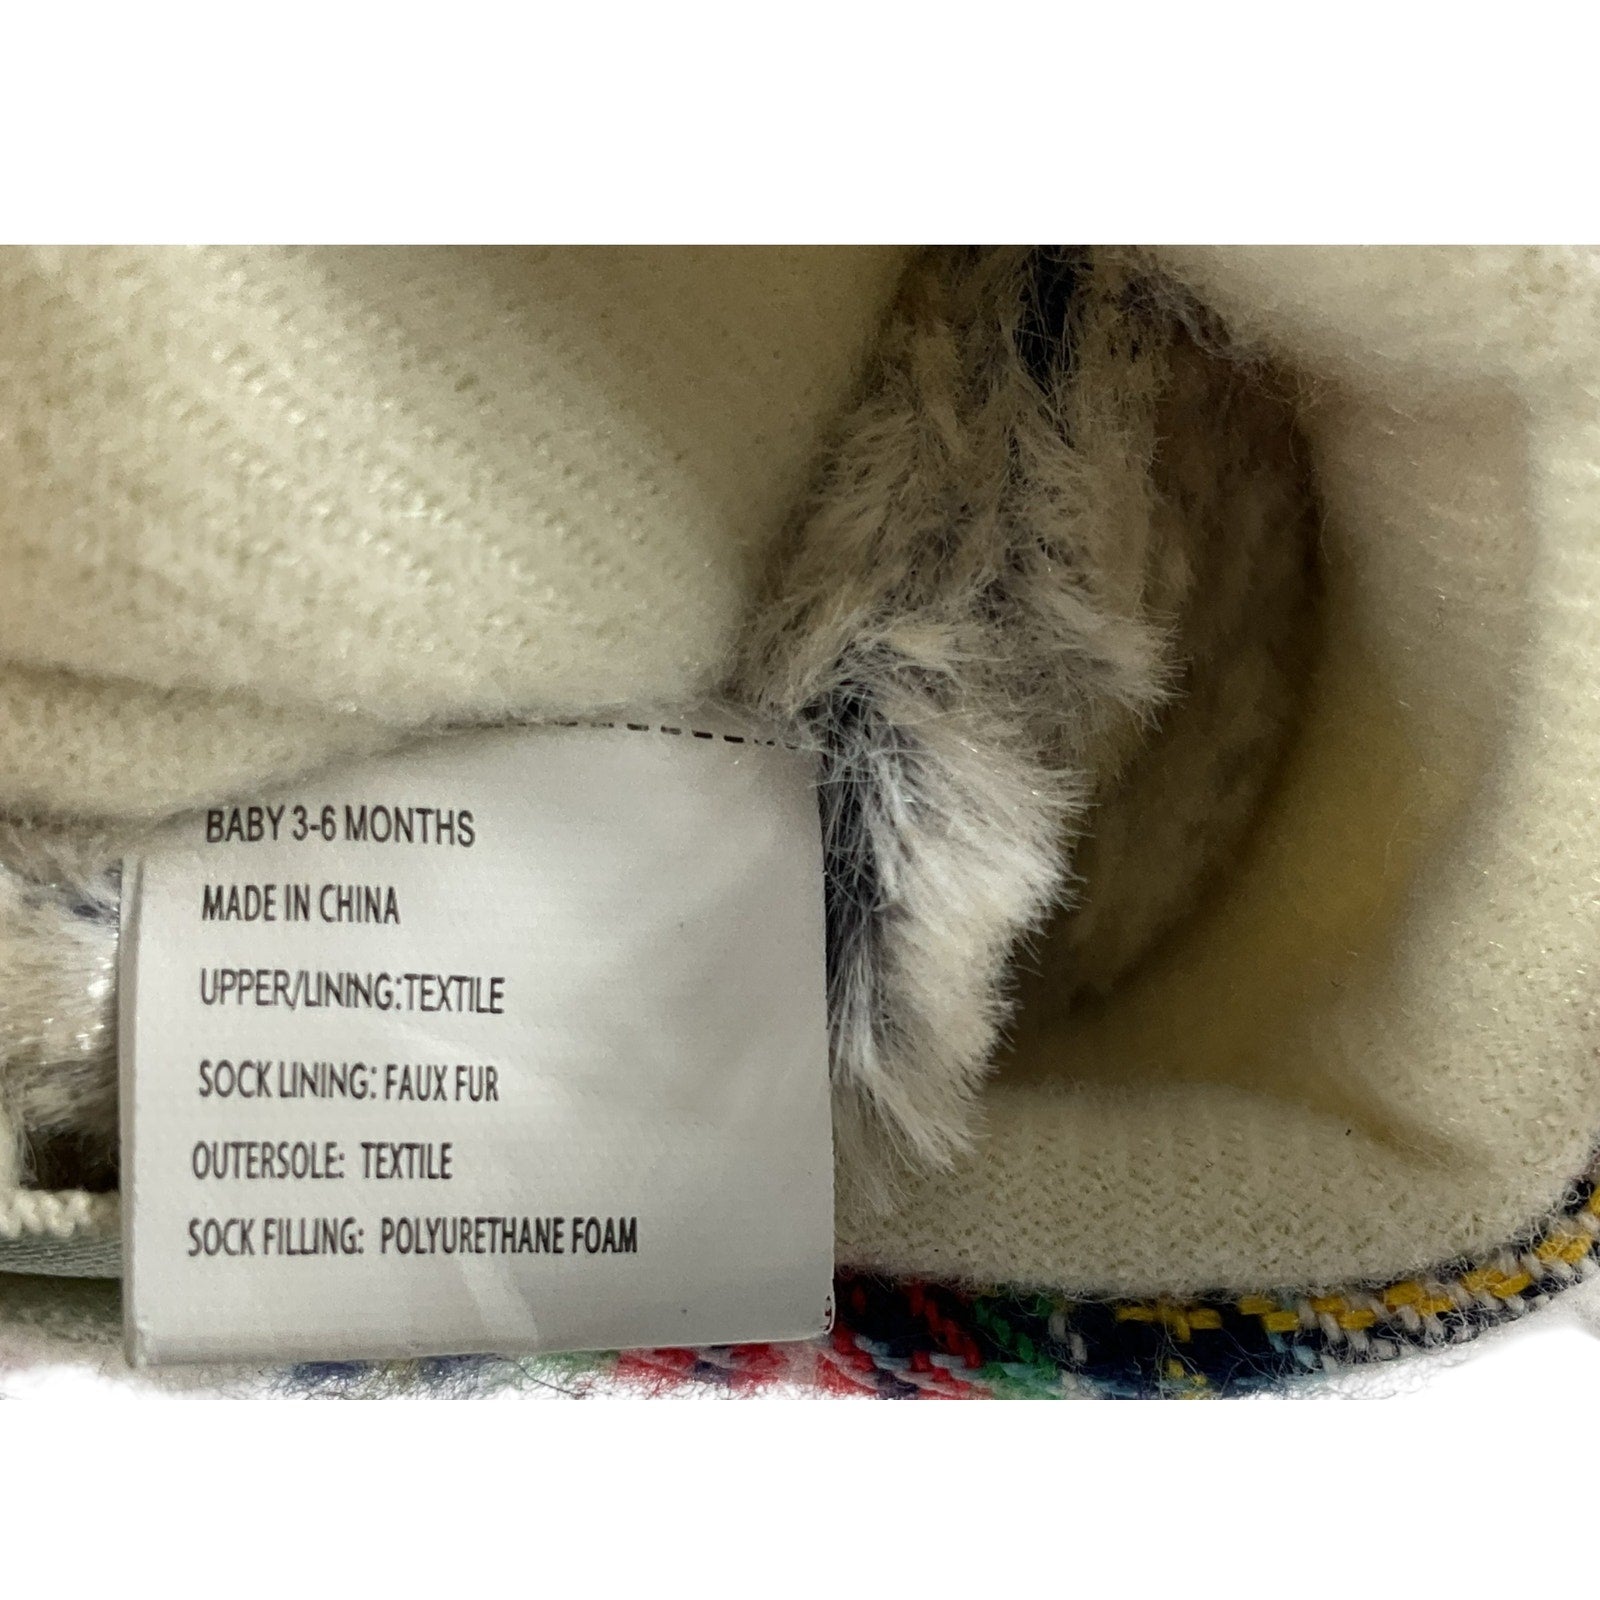 BABY 3-6 MONTHS
MADE IN CHINA
UPPER/LINING:TEXTILE
SOCK LINING: FAUX FUR
OUTERSOLE: TEXTILE
SOCK FILLING: POLYURETHANE FOAM